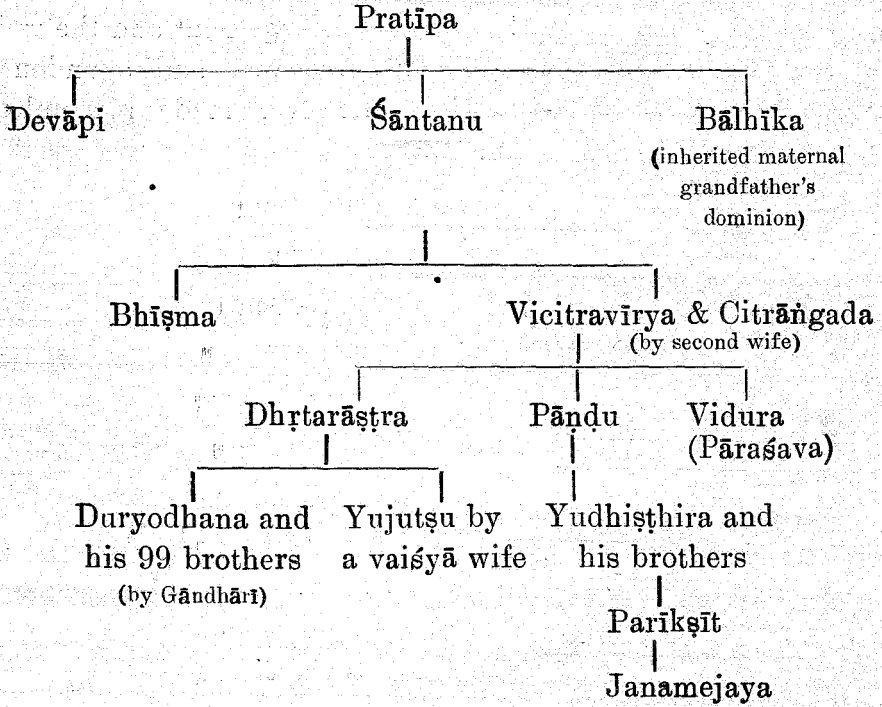 Pratīpa
Devāpi Śāntanu Bālhīka
(inherited maternal
grandfather's
dominion)
Bhīṣma Vicitravīrya & Citrāṅgada
(by second wife)
Dhṛtarāṣṭra Pāṇḍu Vidura
(Pāraśava)
Duryodhana and Yujutṣu by Yudhiṣṭhira and
his 99 brothers a vaiśyā wife his brothers
(by Gāndhārī)
Parīkṣīt
Janamejaya